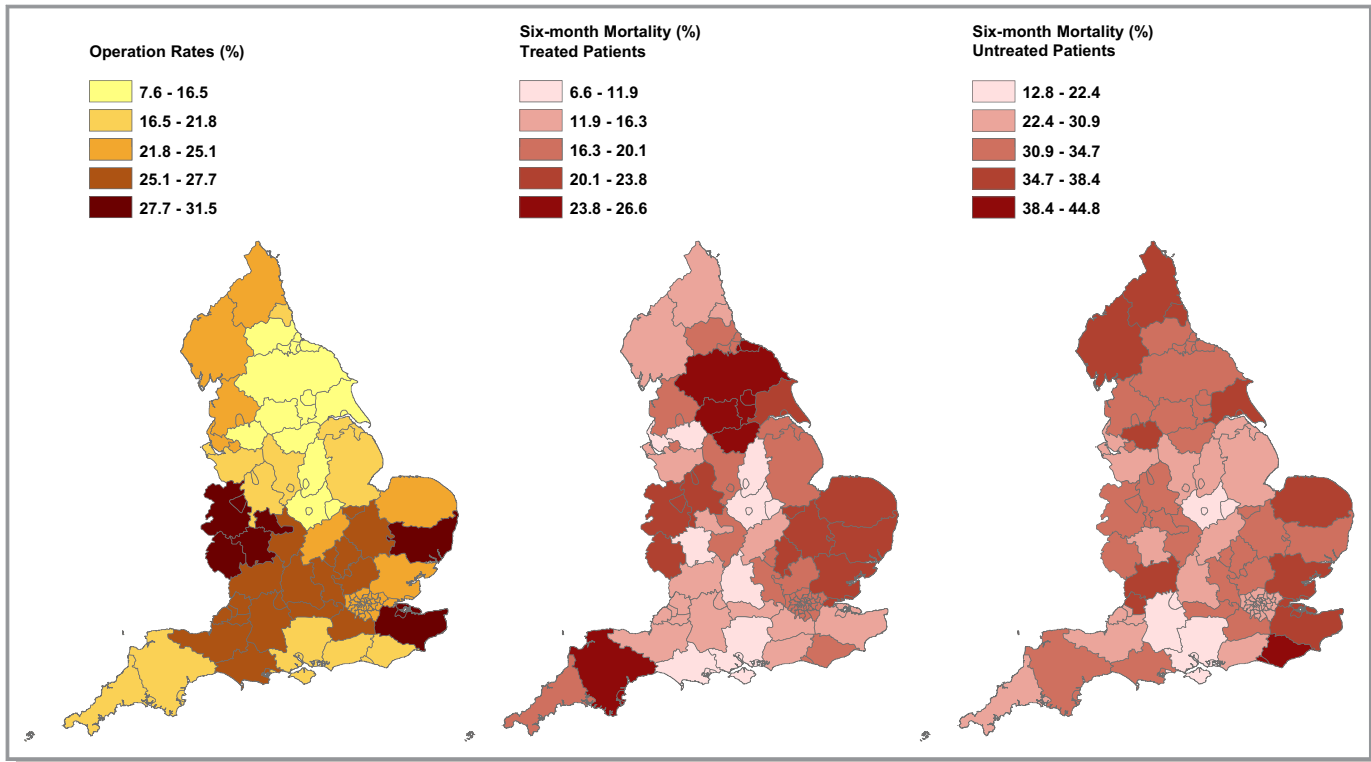 Operation Rates (%)
7.6 - 16.5
16.5 - 21.8
21.8 - 25.1
25.1 - 27.7
27.7 - 31.5
Six-month Mortality (%)
Treated Patients
6.6 - 11.9
11.9 - 16.3
16.3 - 20.1
20.1 - 23.8
23.8 - 26.6
Six-month Mortality (%)
Untreated Patients
12.8 - 22.4
22.4 - 30.9
30.9 - 34.7
34.7 - 38.4
38.4 - 44.8